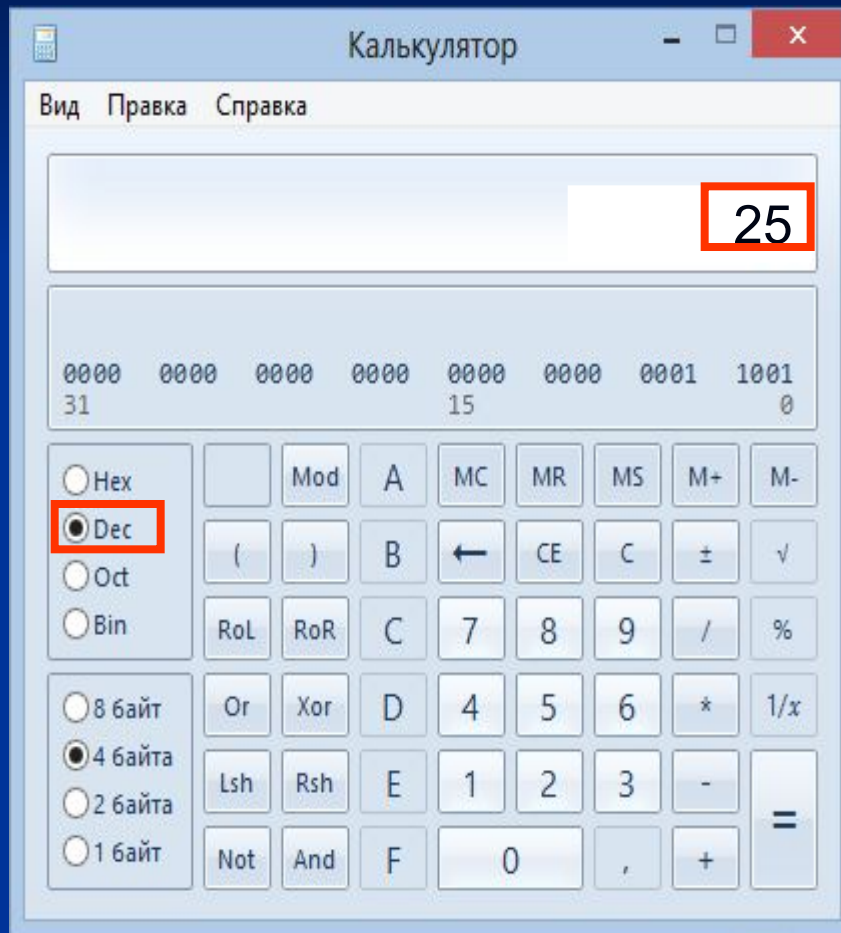 Калькулятор
Вид Правка Справка
25
0000 0000 0000 0000 0000 0000 0001 1001
31 15 0
Hex
Dec
Oct
Bin
8 байт
4 байта
2 байта
1 байт
Mod A MC MR MS M+ M-
( ) B ← CE C ± √
RoL RoR C 7 8 9 / %
Or Xor D 4 5 6 * 1/x
Lsh Rsh E 1 2 3 - =
Not And F 0 , +